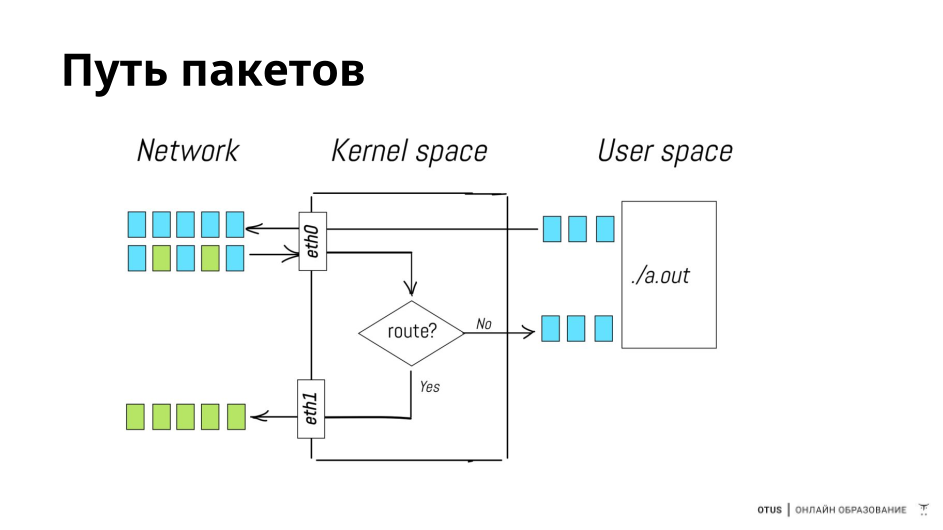 Путь пакетов
Network
Kernel space
User space
eth0
./a.out
route?
No
Yes
eth1
OTUS | ОНЛАЙН ОБРАЗОВАНИЕ